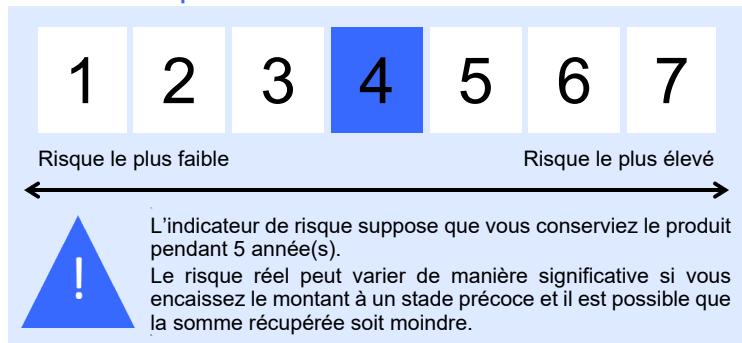 1 2 3 4 5 6 7
Risque le plus faible Risque le plus élevé
!
L'indicateur de risque suppose que vous conserviez le produit
pendant 5 année(s).
Le risque réel peut varier de manière significative si vous
encaissez le montant à un stade précoce et il est possible que
la somme récupérée soit moindre.